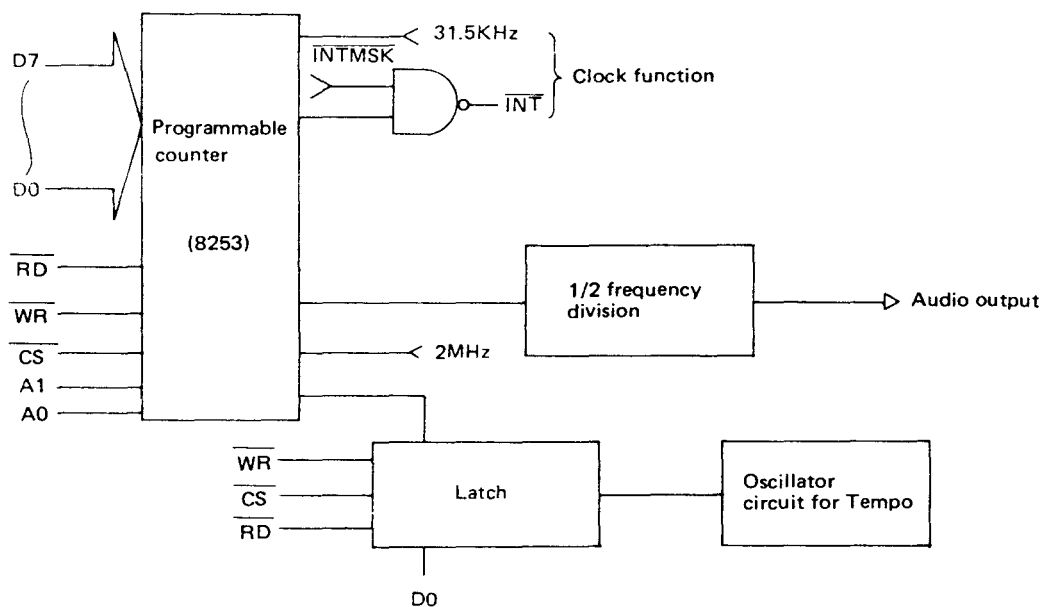 31.5KHz
INTMSK
D7
Clock function
INT
Programmable
counter
D0
(8253)
RD
1/2 frequency
division
Audio output
WR
CS
2MHz
A1
A0
WR
CS
Latch
RD
Oscillator
circuit for Tempo
D0